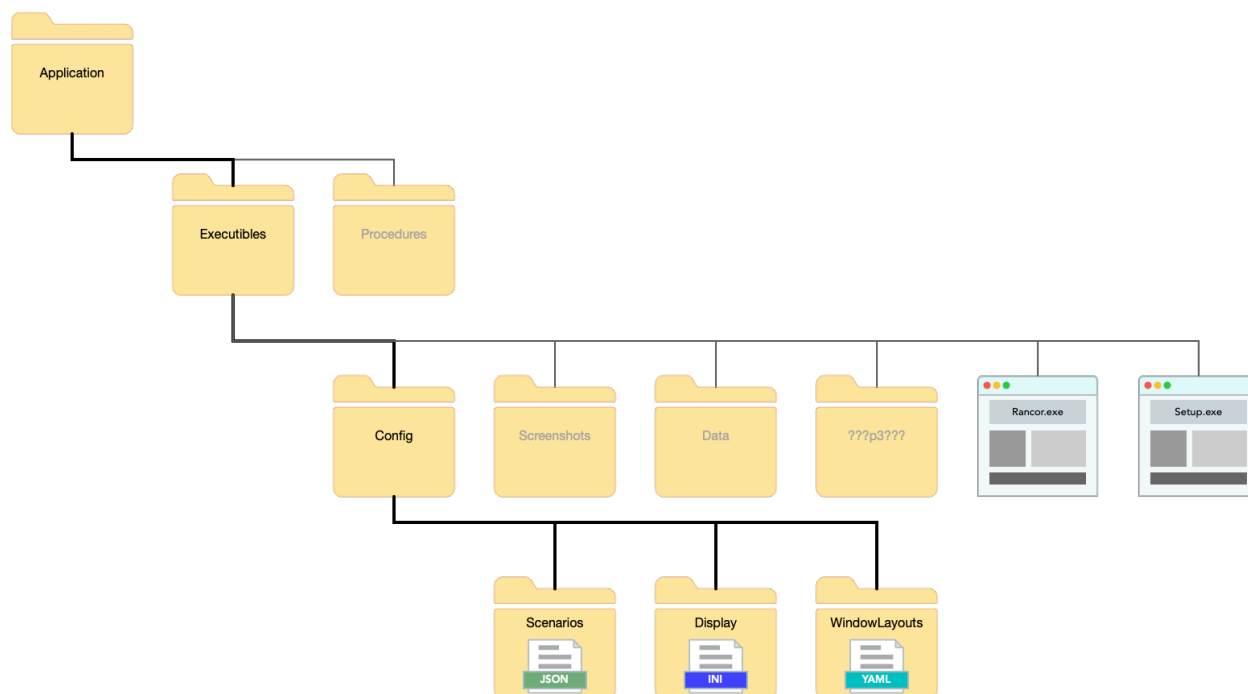 Application
Executibles
Procedures
Config
Screenshots
Data
???p3???
Rancor.exe
Setup.exe
Scenarios
Display
WindowLayouts
JSON
INI
YAML